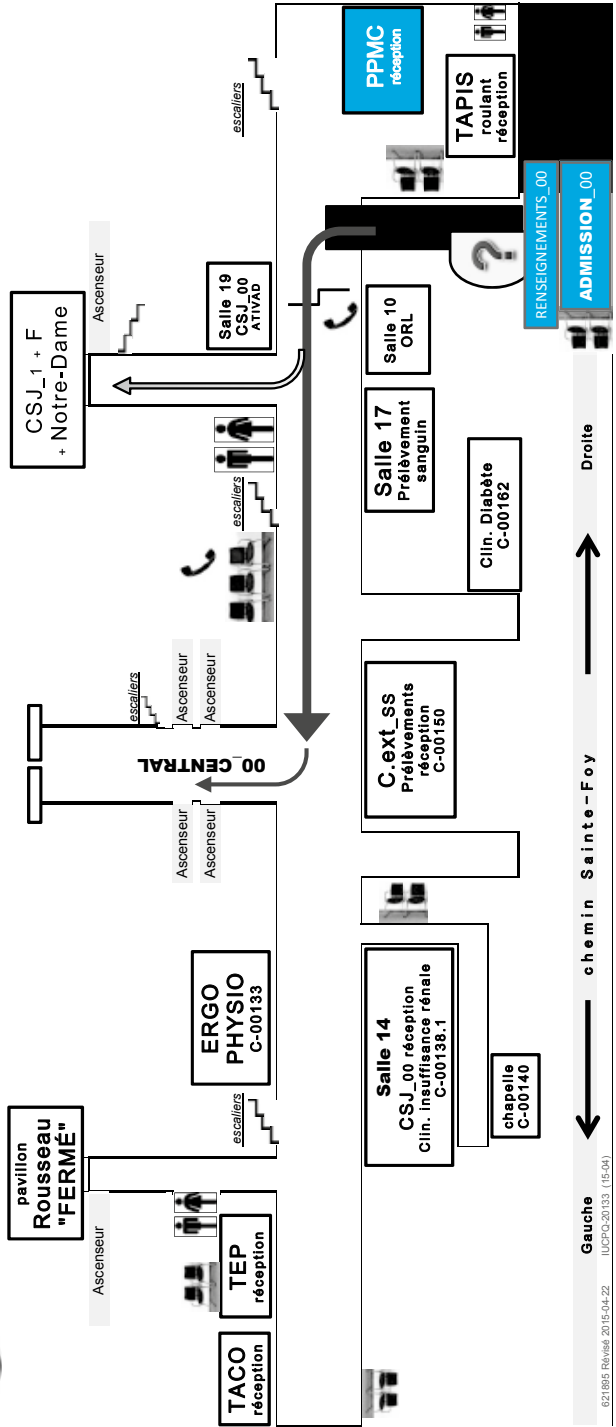 pavillon
Rousseau
"FERMÉ"
CSJ_1 + F
+ Notre-Dame
Ascenseur
Ascenseur
escaliers
TACO
réception
TEP
réception
escaliers
ERGO
PHYSIO
C-00133
Ascenseur
Ascenseur
00_CENTRAL
Ascenseur
Ascenseur
escaliers
escaliers
Salle 19
CSJ_00
ATIVAD
PPMC
réception
TAPIS
roulant
réception
Salle 14
CSJ_00 réception
Clin. insuffisance rénale
C-00138.1
chapelle
C-00140
C.ext_SS
Prélèvements
réception
C-00150
Salle 17
Prélèvement
sanguin
Salle 10
ORL
Clin. Diabète
C-00162
?
RENSEIGNEMENTS_00
ADMISSION_00
Gauche
chemin Sainte-Foy
Droite
621895 Révisé 2015-04-22 IUCPQ-20133 (15-04)